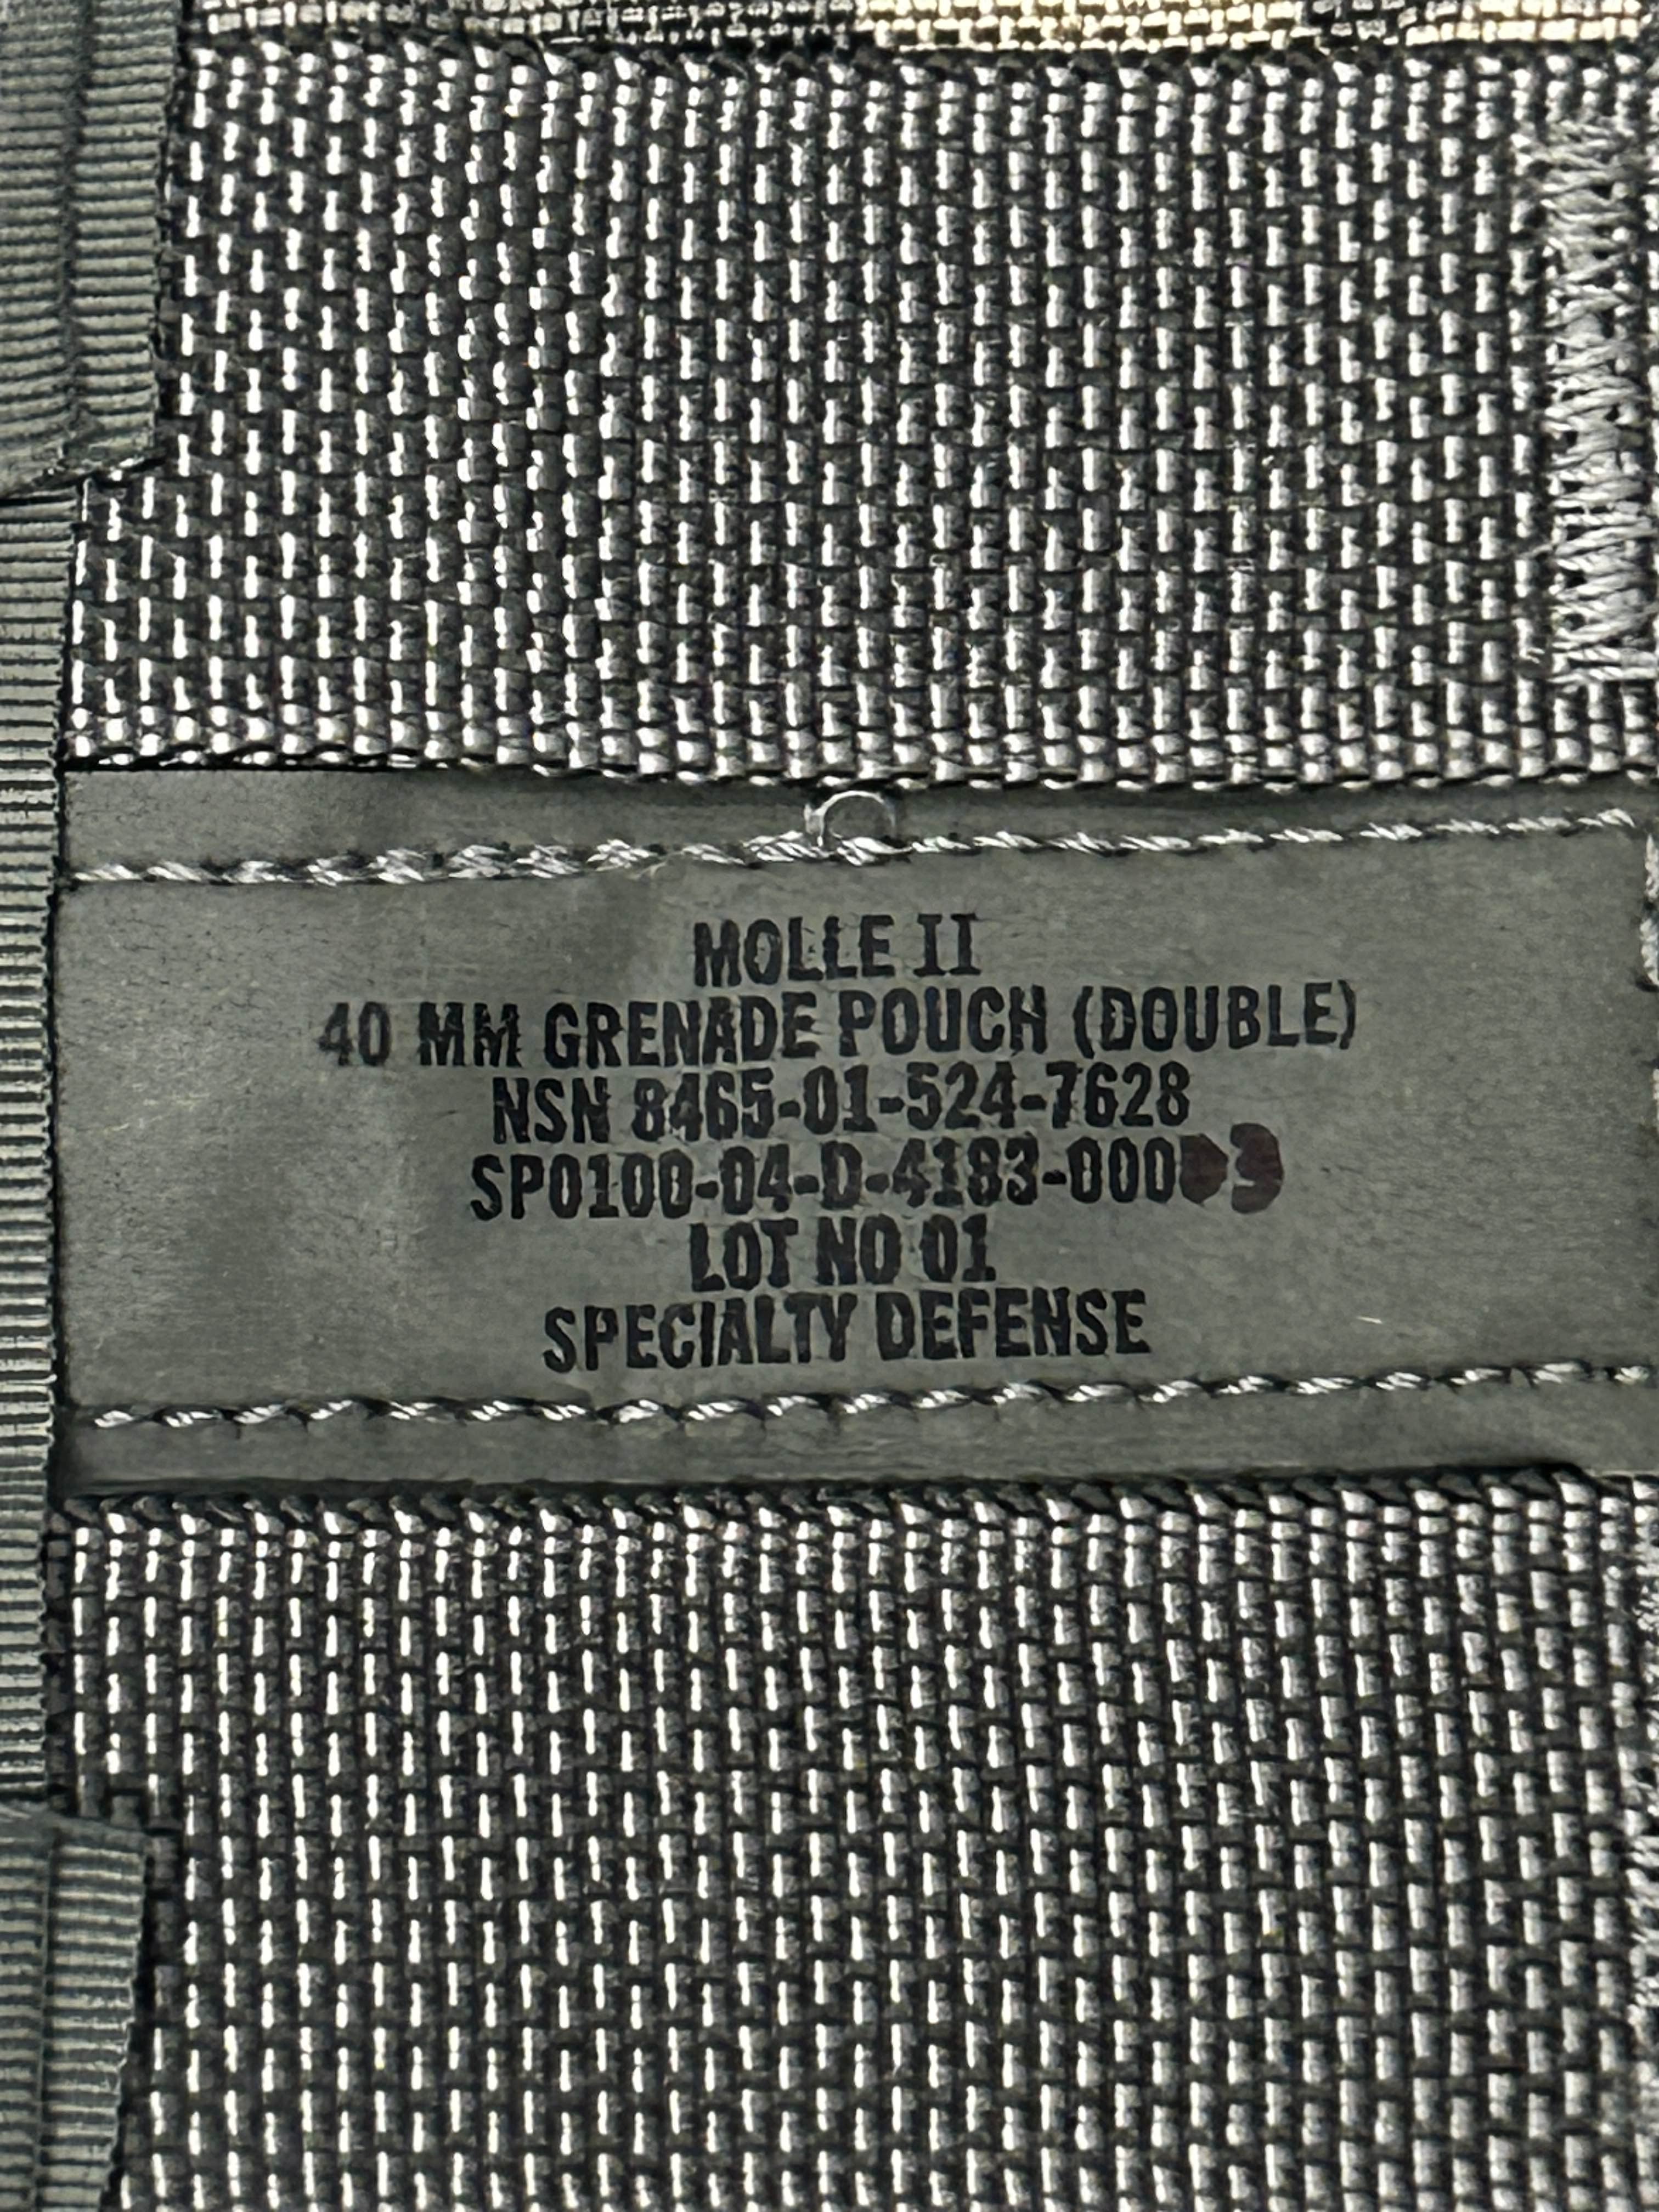 MOLLE II
40 MM GRENADE POUCH (DOUBLE)
NSN 8465-01-524-7628
SP0100-04-D-4183-0003
LOT NO 01
SPECIALTY DEFENSE